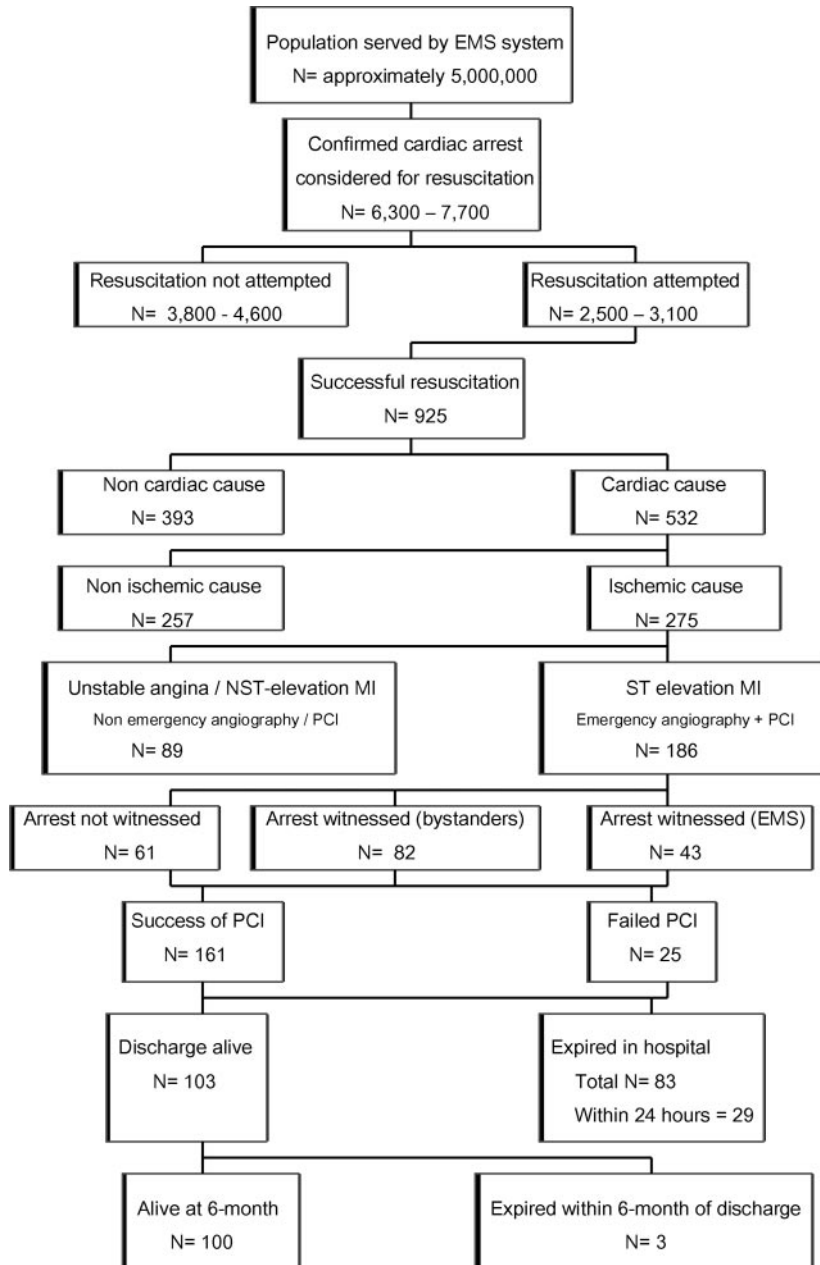 Population served by EMS system
N= approximately 5,000,000
Confirmed cardiac arrest
considered for resuscitation
N= 6,300 – 7,700
Resuscitation not attempted
N= 3,800 - 4,600
Resuscitation attempted
N= 2,500 – 3,100
Successful resuscitation
N= 925
Non cardiac cause
N= 393
Cardiac cause
N= 532
Non ischemic cause
N= 257
Ischemic cause
N= 275
Unstable angina / NST-elevation MI
Non emergency angiography / PCI
N= 89
ST elevation MI
Emergency angiography + PCI
N= 186
Arrest not witnessed
N= 61
Arrest witnessed (bystanders)
N= 82
Arrest witnessed (EMS)
N= 43
Success of PCI
N= 161
Failed PCI
N= 25
Discharge alive
N= 103
Expired in hospital
Total N= 83
Within 24 hours = 29
Alive at 6-month
N= 100
Expired within 6-month of discharge
N= 3